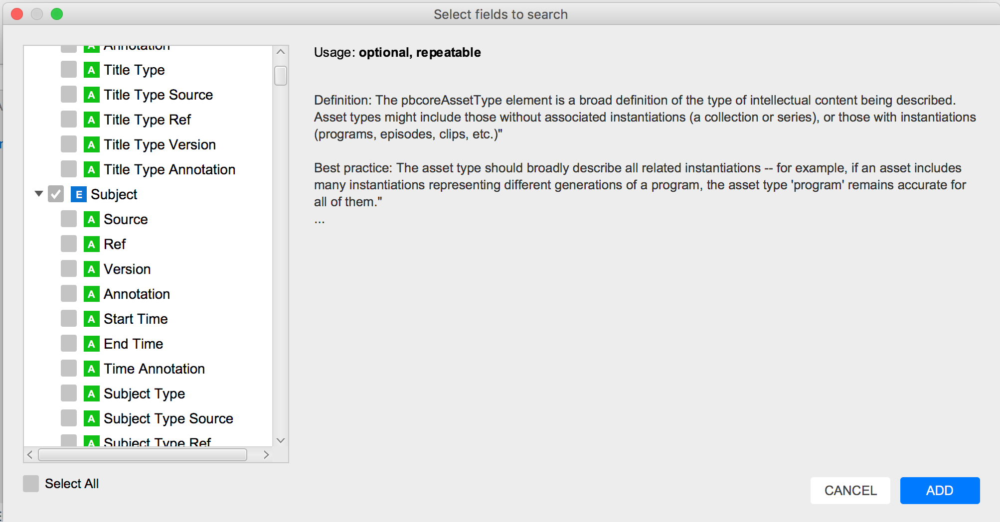 Select fields to search
Annotation
A Title Type
A Title Type Source
A Title Type Ref
A Title Type Version
A Title Type Annotation
E Subject
A Source
A Ref
A Version
A Annotation
A Start Time
A End Time
A Time Annotation
A Subject Type
A Subject Type Source
A Subject Type Ref
Select All
Usage: optional, repeatable
Definition: The pbcoreAssetType element is a broad definition of the type of intellectual content being described.
Asset types might include those without associated instantiations (a collection or series), or those with instantiations
(programs, episodes, clips, etc.)"
Best practice: The asset type should broadly describe all related instantiations -- for example, if an asset includes
many instantiations representing different generations of a program, the asset type 'program' remains accurate for
all of them."
...
CANCEL
ADD